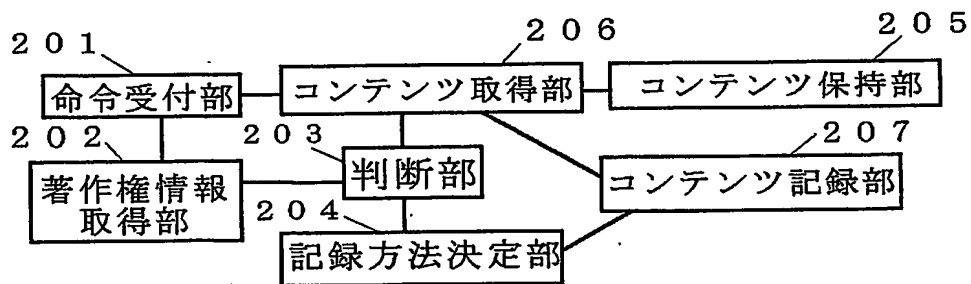 201
206
205
命令受付部
コンテンツ取得部
コンテンツ保持部
202
203
207
著作権情報
取得部
判断部
コンテンツ記録部
204
記録方法決定部